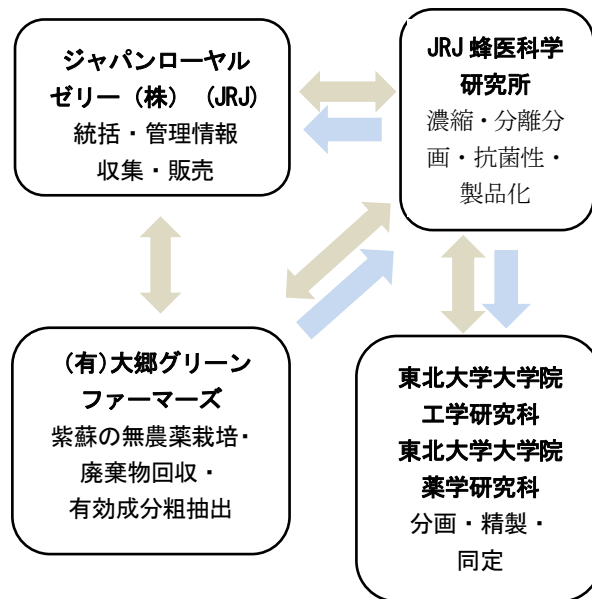 ジャパンローヤル
ゼリー（株）（JRJ）
統括・管理情報
収集・販売
JRJ 蜂医科学
研究所
濃縮・分離分
画・抗菌性・
製品化
(有)大郷グリーン
ファーマーズ
紫蘇の無農薬栽培・
廃棄物回収・
有効成分粗抽出
東北大学大学院
工学研究科
東北大学大学院
薬学研究科
分画・精製・
同定